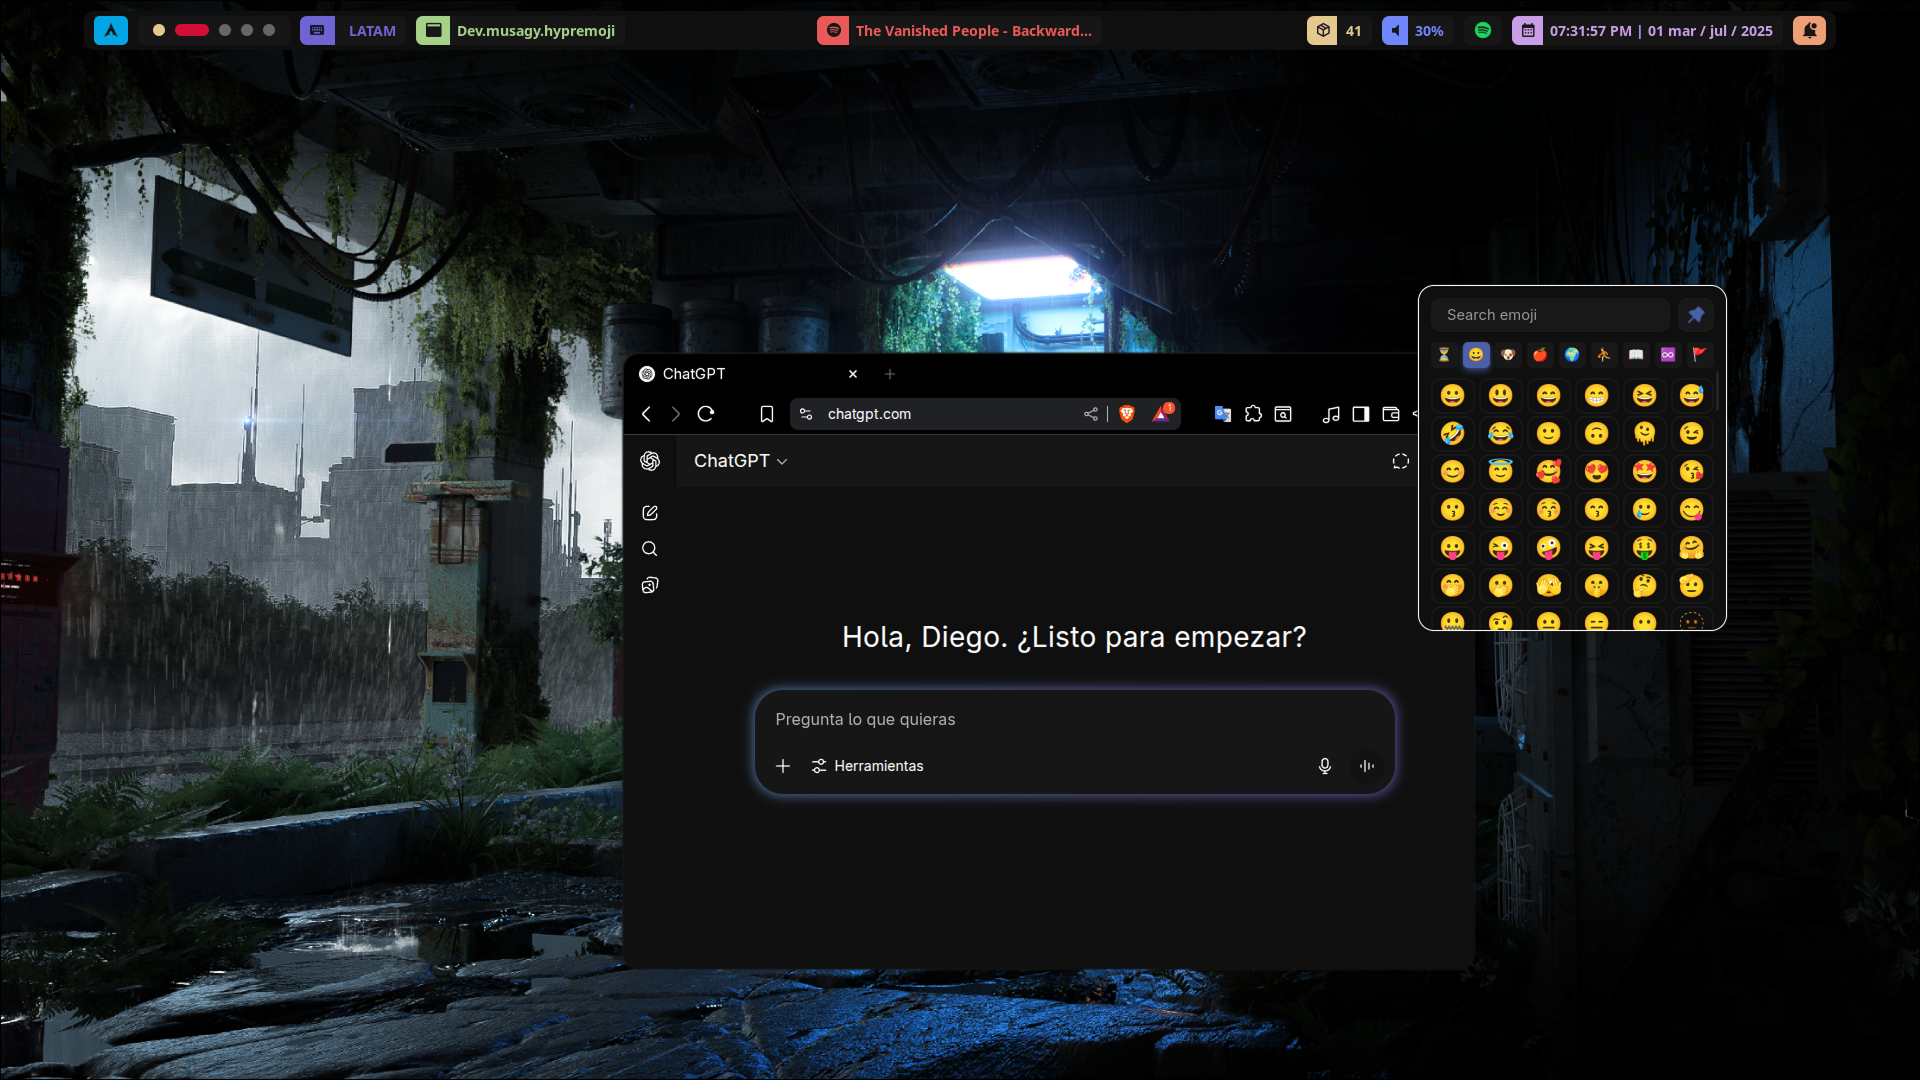 LATAM
Dev.musagy.hypremoji
The Vanished People - Backward...
41
30%
07:31:57 PM | 01 mar / jul / 2025
Search emoji
ChatGPT
chatgpt.com
1
ChatGPT
Hola, Diego. ¿Listo para empezar?
Pregunta lo que quieras
Herramientas